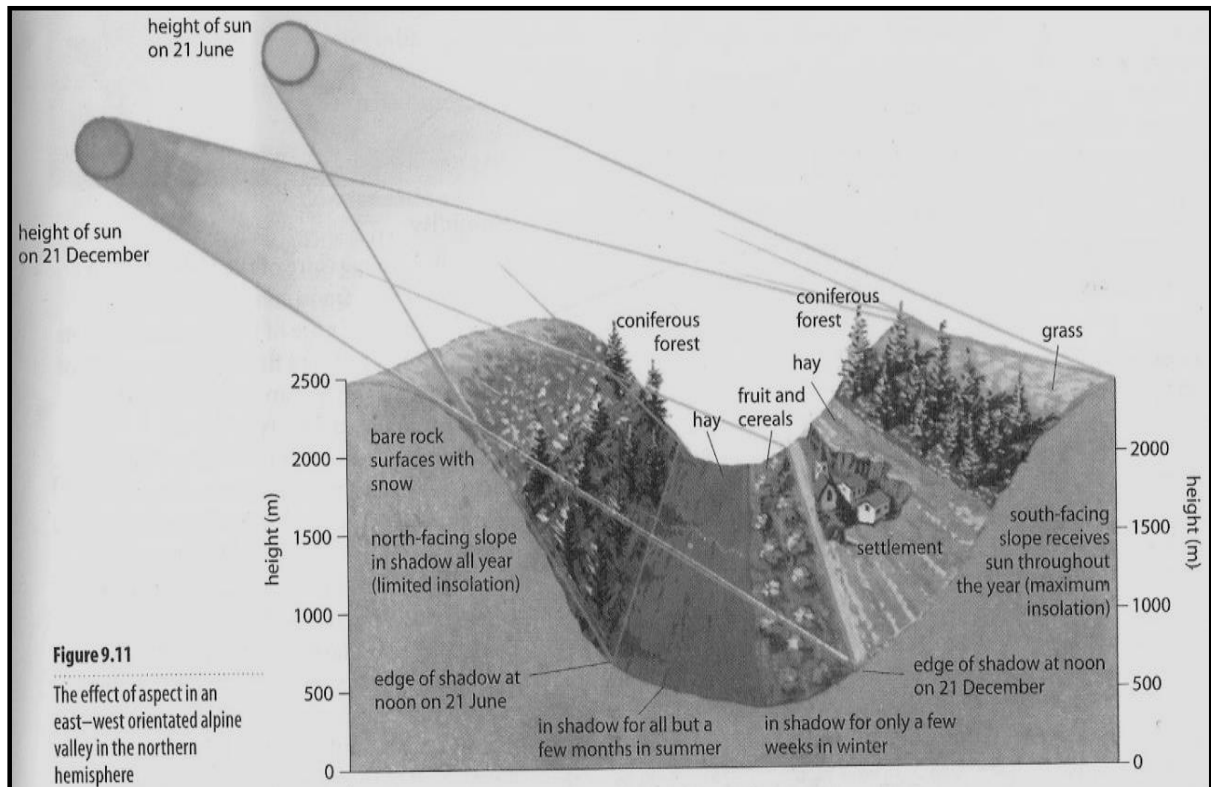 height of sun
on 21 June
height of sun
on 21 December
coniferous
forest
coniferous
forest
grass
hay
fruit and
cereals
hay
2500
2000
1500
1000
500
0
height (m)
bare rock
surfaces with
snow
north-facing slope
in shadow all year
(limited insolation)
settlement
south-facing
slope receives
sun throughout
the year (maximum
insolation)
2000
1500
1000
500
0
height (m)
edge of shadow at
noon on 21 June
in shadow for all but a
few months in summer
in shadow for only a few
weeks in winter
edge of shadow at noon
on 21 December
Figure 9.11
The effect of aspect in an
east–west orientated alpine
valley in the northern
hemisphere